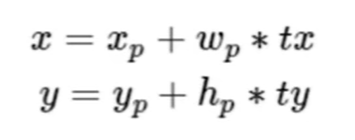 x = x_p + w_p * tx
y = y_p + h_p * ty